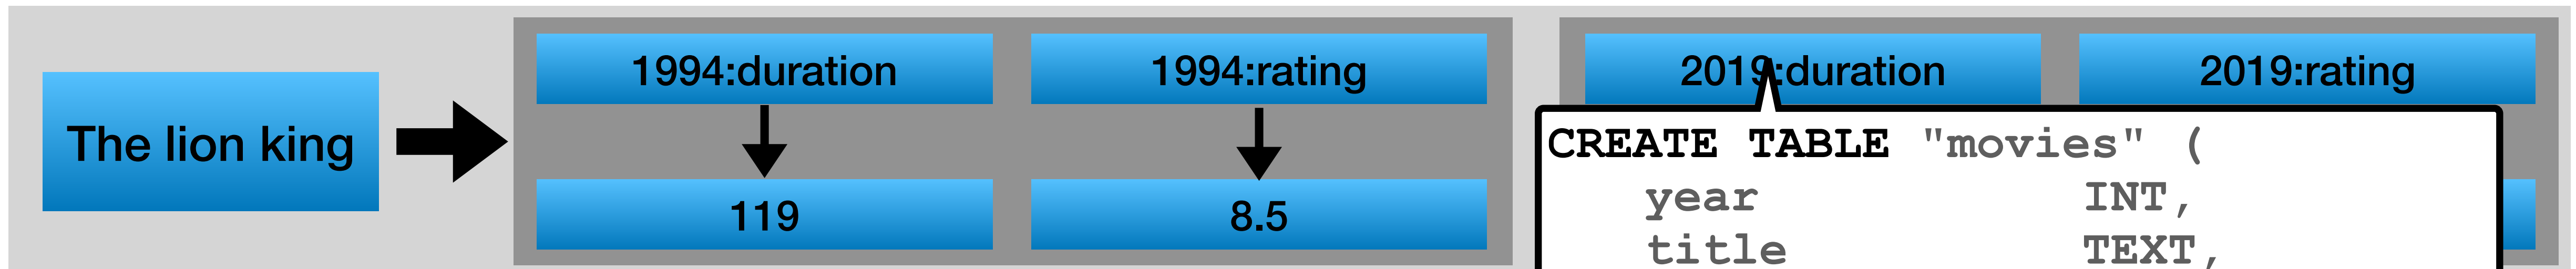 1994:duration
1994:rating
2019:duration
2019:rating
The lion king
119
8.5
CREATE TABLE "movies" (
year INT,
title TEXT,